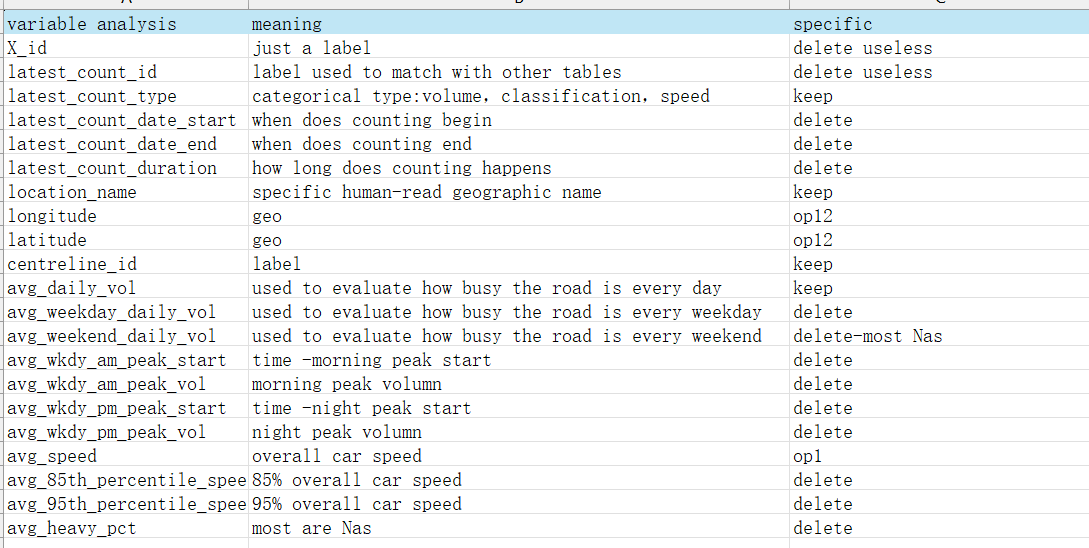 variable analysis meaning specific
X_id just a label delete useless
latest_count_id label used to match with other tables delete useless
latest_count_type categorical type:volume, classification, speed keep
latest_count_date_start when does counting begin delete
latest_count_date_end when does counting end delete
latest_count_duration how long does counting happens delete
location_name specific human-read geographic name keep
longitude geo op12
latitude geo op12
centreline_id label keep
avg_daily_vol used to evaluate how busy the road is every day keep
avg_weekday_daily_vol used to evaluate how busy the road is every weekday delete
avg_weekend_daily_vol used to evaluate how busy the road is every weekend delete-most Nas
avg_wkdy_am_peak_start time -morning peak start delete
avg_wkdy_am_peak_vol morning peak volumn delete
avg_wkdy_pm_peak_start time -night peak start delete
avg_wkdy_pm_peak_vol night peak volumn delete
avg_speed overall car speed op1
avg_85th_percentile_spee 85% overall car speed delete
avg_95th_percentile_spee 95% overall car speed delete
avg_heavy_pct most are Nas delete